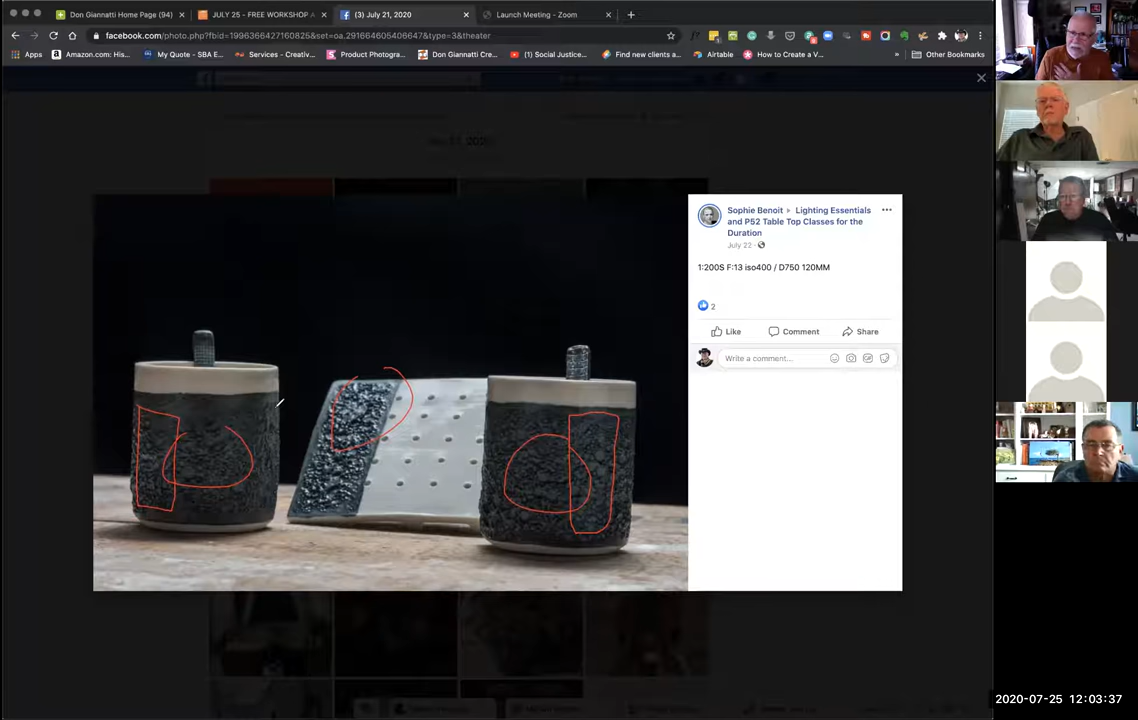 Don Giannatti Home Page (94)
JULY 25 - FREE WORKSHOP A
(3) July 21, 2020
Launch Meeting - Zoom
facebook.com/photo.php?fbid=1996366427160825&set=oa.291664605406647&type=3&theater
Apps
Amazon.com: His...
My Quote - SBA E...
Services - Creativ...
Product Photogra...
Don Giannatti Cre...
(1) Social Justice...
Find new clients a...
Airtable
How to Create a V...
Other Bookmarks
Sophie Benoit ▸ Lighting Essentials
and P52 Table Top Classes for the
Duration
July 22 ·
1:200S F:13 iso400 / D750 120MM
2
Like
Comment
Share
Write a comment...
2020-07-25 12:03:37